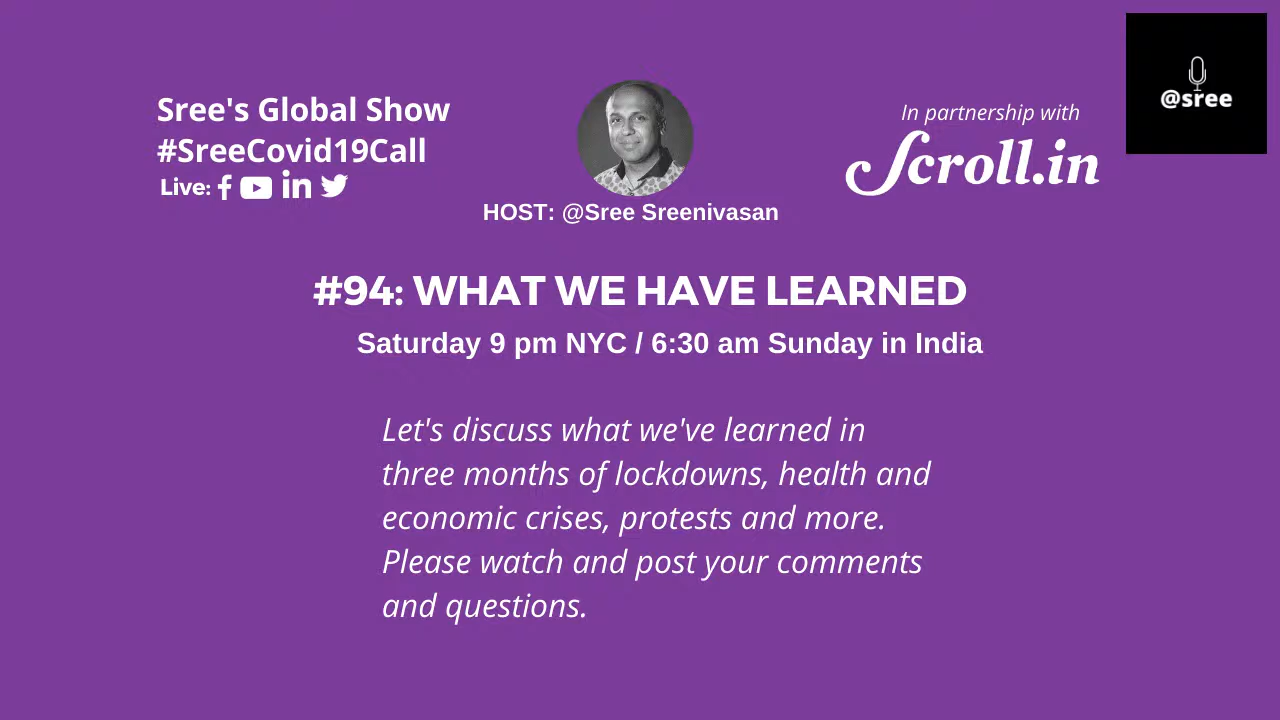 Sree's Global Show
#SreeCovid19Call
Live:
HOST: @Sree Sreenivasan
In partnership with
Scroll.in
@sree
#94: WHAT WE HAVE LEARNED
Saturday 9 pm NYC / 6:30 am Sunday in India
Let's discuss what we've learned in
three months of lockdowns, health and
economic crises, protests and more.
Please watch and post your comments
and questions.